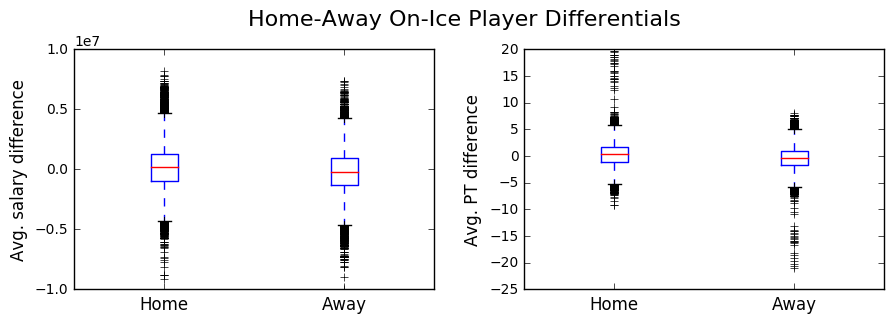 Home-Away On-Ice Player Differentials
1e7
1.0
0.5
0.0
−0.5
−1.0
Avg. salary difference
Home Away
20
15
10
5
0
−5
−10
−15
−20
−25
Avg. PT difference
Home Away